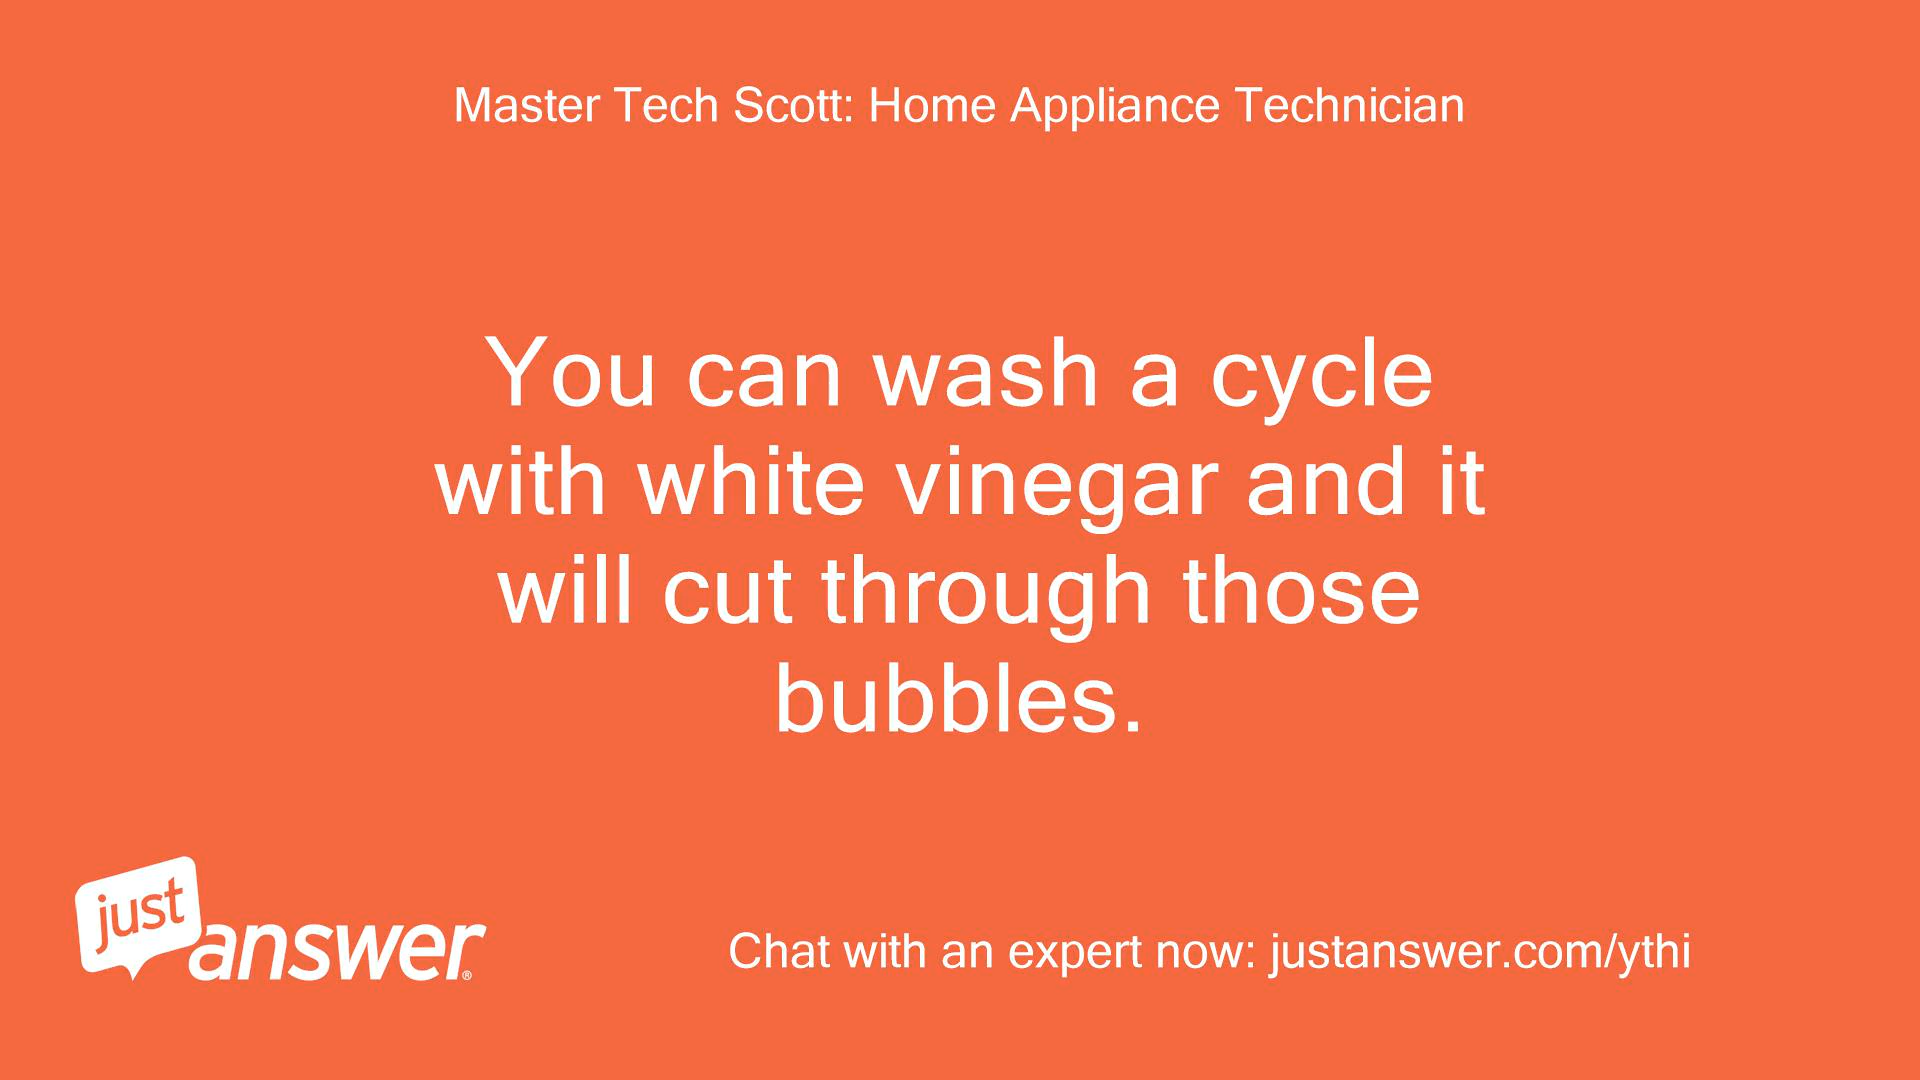 Master Tech Scott: Home Appliance Technician
You can wash a cycle
with white vinegar and it
will cut through those
bubbles.
just
answer®
Chat with an expert now: justanswer.com/ythi